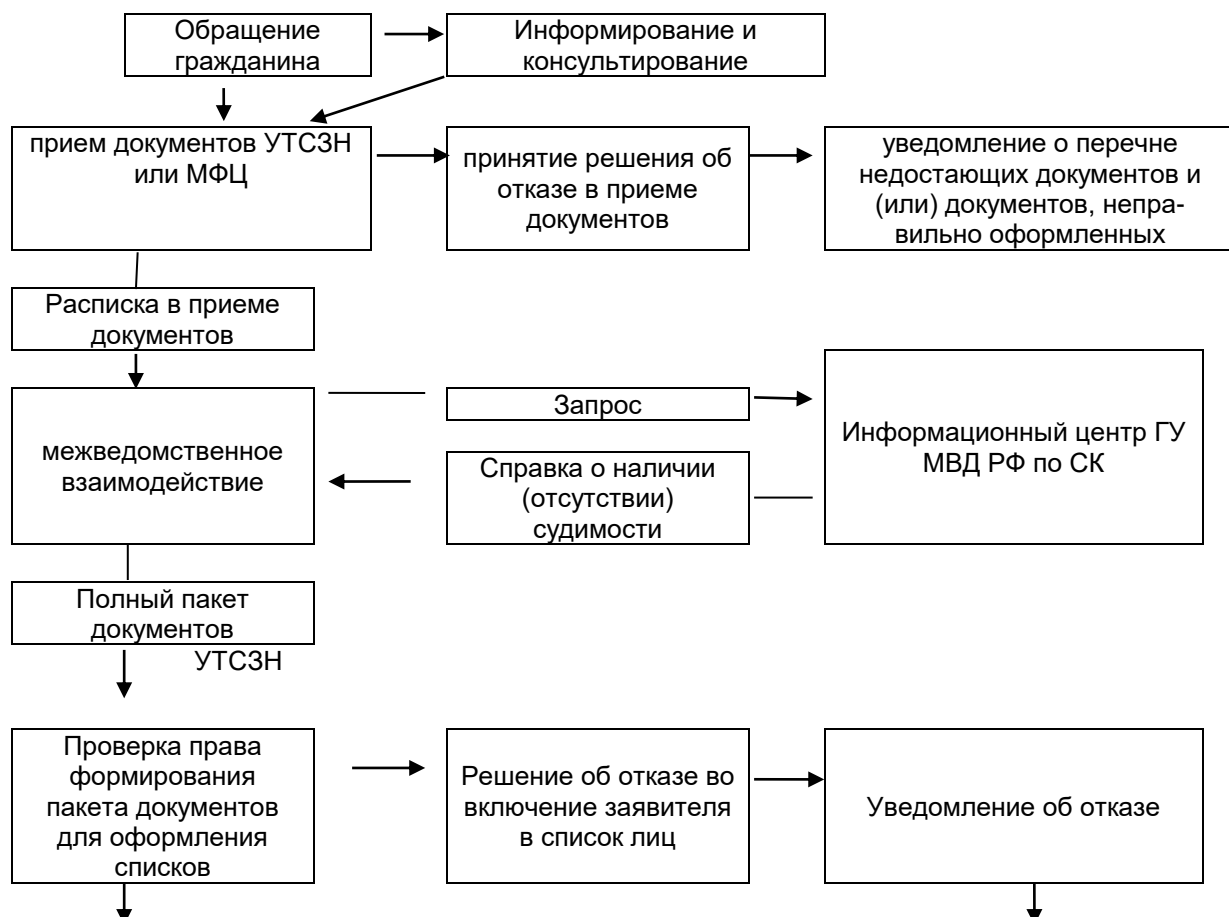 Обращение
гражданина
Информирование и
консультирование
прием документов УТСЗН
или МФЦ
принятие решения об
отказе в приеме
документов
уведомление о перечне
недостающих документов и
(или) документов, непра-
вильно оформленных
Расписка в приеме
документов
межведомственное
взаимодействие
Запрос
Справка о наличии
(отсутствии)
судимости
Информационный центр ГУ
МВД РФ по СК
Полный пакет
документов
УТСЗН
Проверка права
формирования
пакета документов
для оформления
списков
Решение об отказе во
включение заявителя
в список лиц
Уведомление об отказе